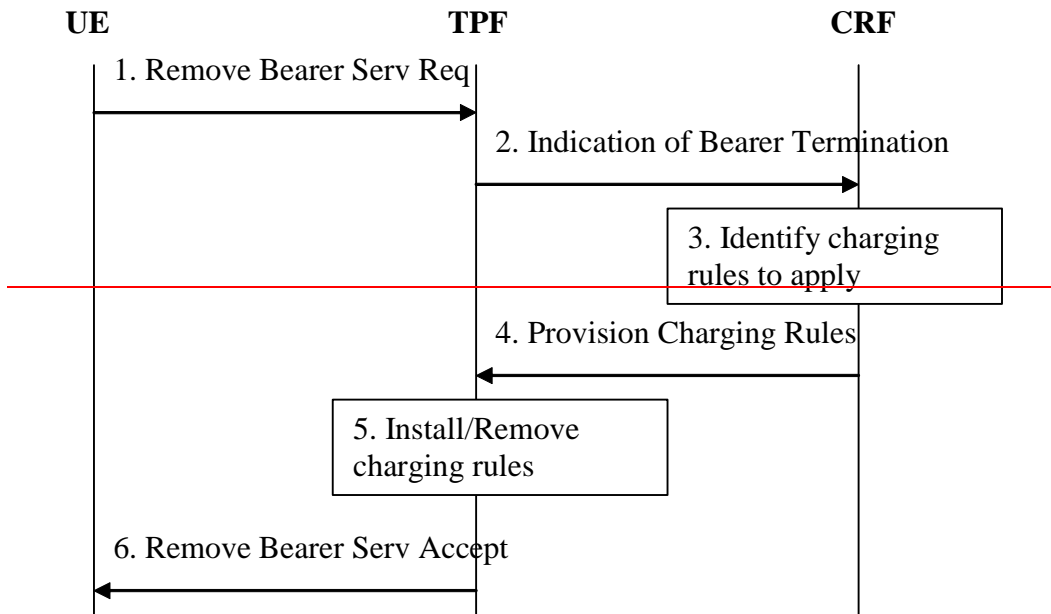 UE TPF CRF
1. Remove Bearer Serv Req
2. Indication of Bearer Termination
3. Identify charging
rules to apply
4. Provision Charging Rules
5. Install/Remove
charging rules
6. Remove Bearer Serv Accept